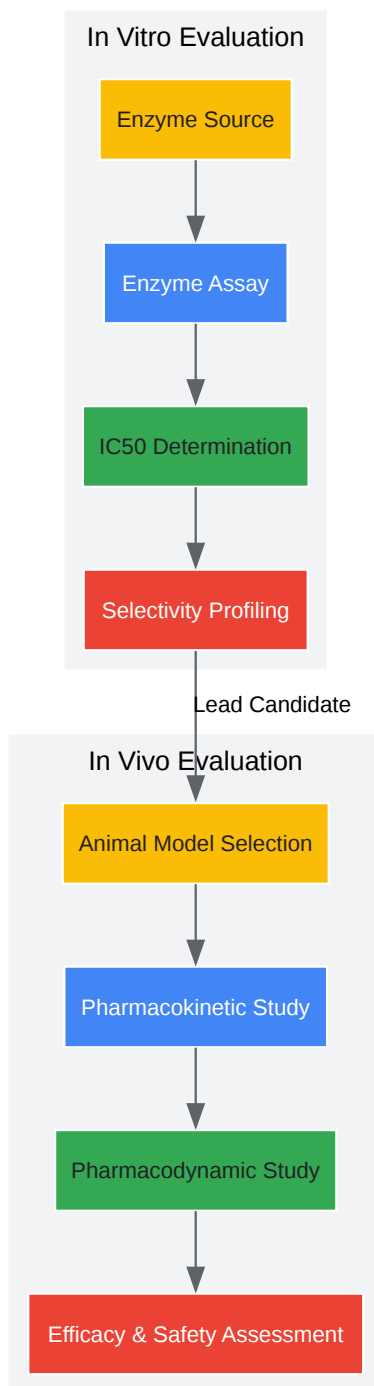 In Vitro Evaluation
Enzyme Source
Enzyme Assay
IC50 Determination
Selectivity Profiling
Lead Candidate
In Vivo Evaluation
Animal Model Selection
Pharmacokinetic Study
Pharmacodynamic Study
Efficacy & Safety Assessment